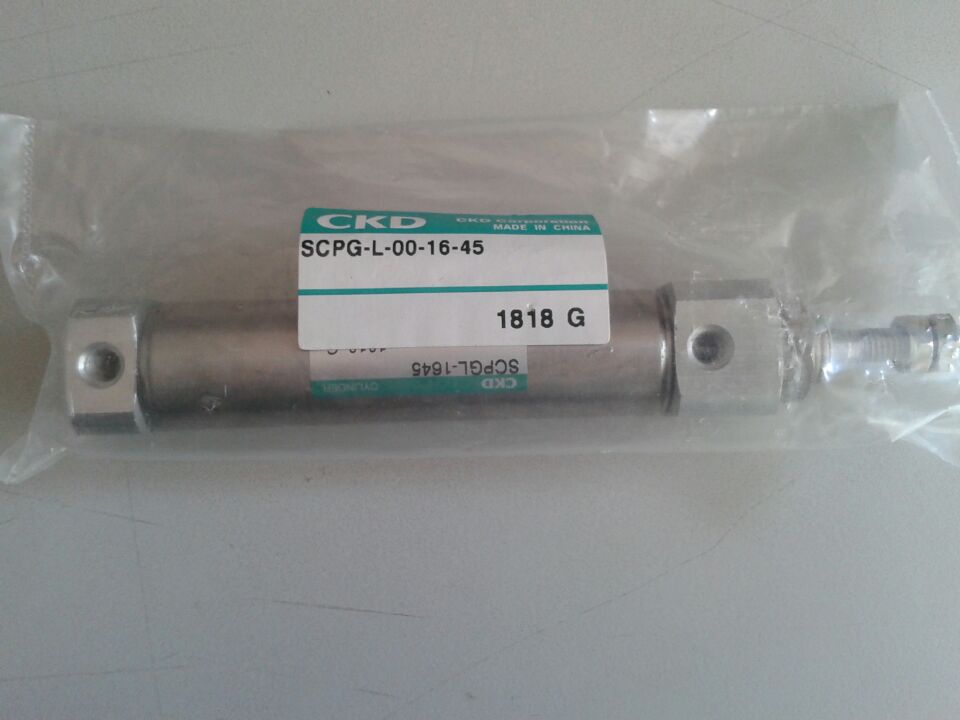 CKD
CKD Corporation
MADE IN CHINA
SCPG-L-00-16-45
1818 G
CKD
CYLINDER
SCPGL-1645